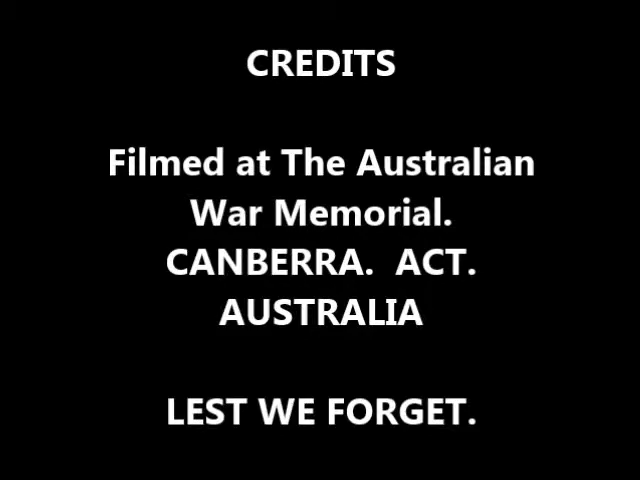 CREDITS
Filmed at The Australian
War Memorial.
CANBERRA.  ACT.
AUSTRALIA
LEST WE FORGET.